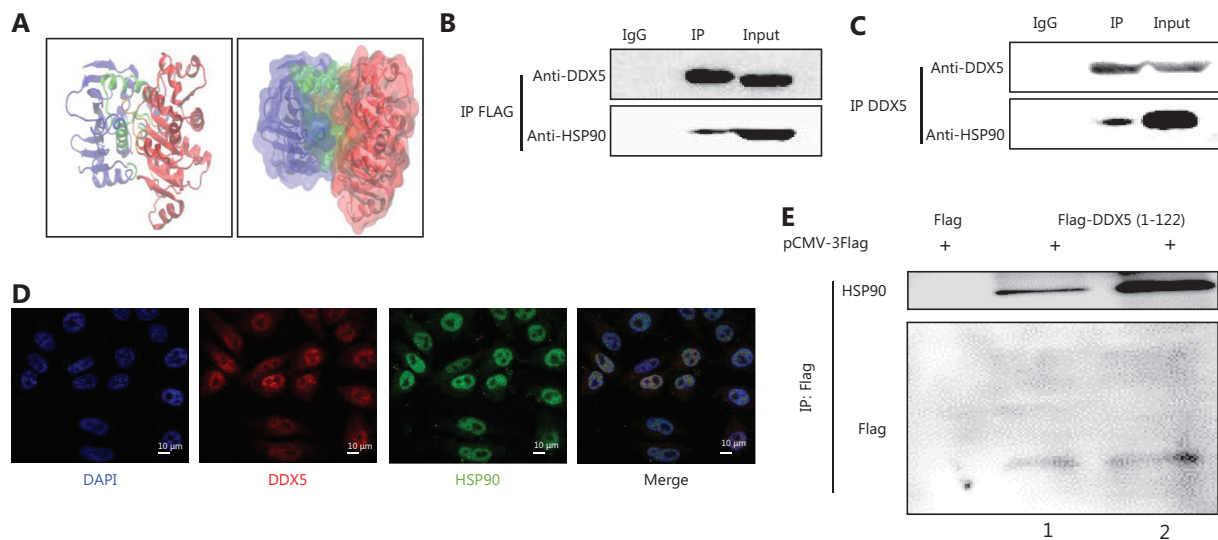 A
B
IgG IP Input
IP FLAG
Anti-DDX5
Anti-HSP90
C
IgG IP Input
IP DDX5
Anti-DDX5
Anti-HSP90
D
10 μm
10 μm
10 μm
10 μm
DAPI
DDX5
HSP90
Merge
E
Flag Flag-DDX5 (1-122)
pCMV-3Flag + + +
IP: Flag
HSP90
Flag
1 2